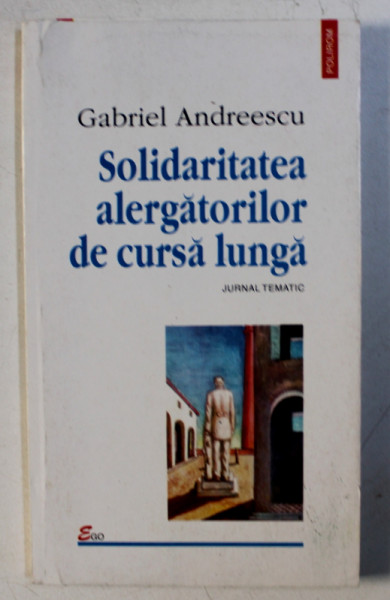 POLIROM
Gabriel Andreescu
Solidaritatea
alergătorilor
de cursă lungă
JURNAL TEMATIC
Ego